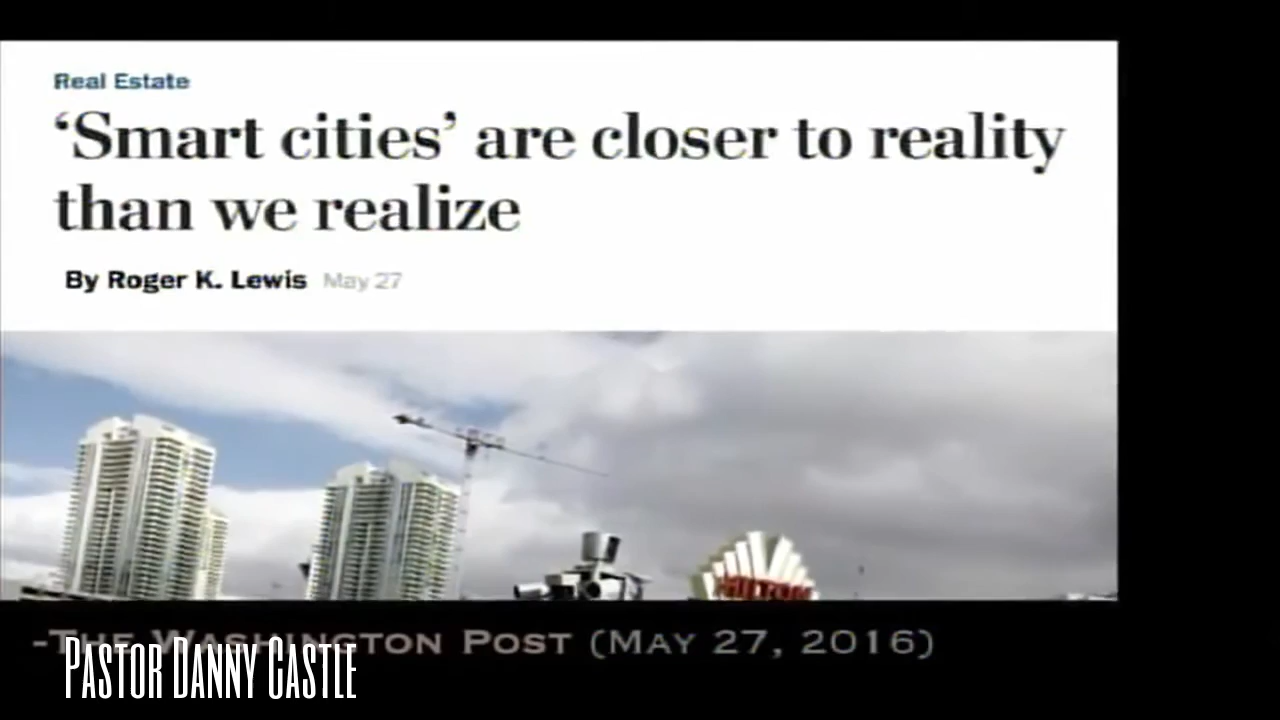 Real Estate
‘Smart cities’ are closer to reality
than we realize
By Roger K. Lewis May 27
HILTON
-The Washington Post (May 27, 2016)
Pastor Danny Castle